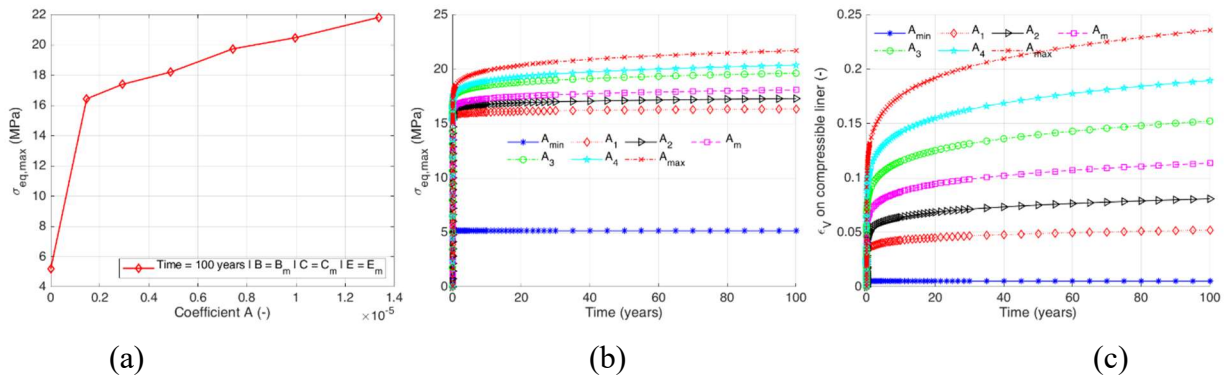 22
20
18
16
14
12
10
8
6
4
σeq,max (MPa)
Time = 100 years | B = Bm | C = Cm | E = Em
0 0.2 0.4 0.6 0.8 1 1.2 1.4
Coefficient A (-)
×10⁻⁵
(a)
25
20
15
10
5
0
σeq,max (MPa)
Amin A1 A2 Am
A3 A4 Amax
0 20 40 60 80 100
Time (years)
(b)
0.25
0.2
0.15
0.1
0.05
0
ϵV on compressible liner (-)
Amin A1 A2 Am
A3 A4 Amax
0 20 40 60 80 100
Time (years)
(c)